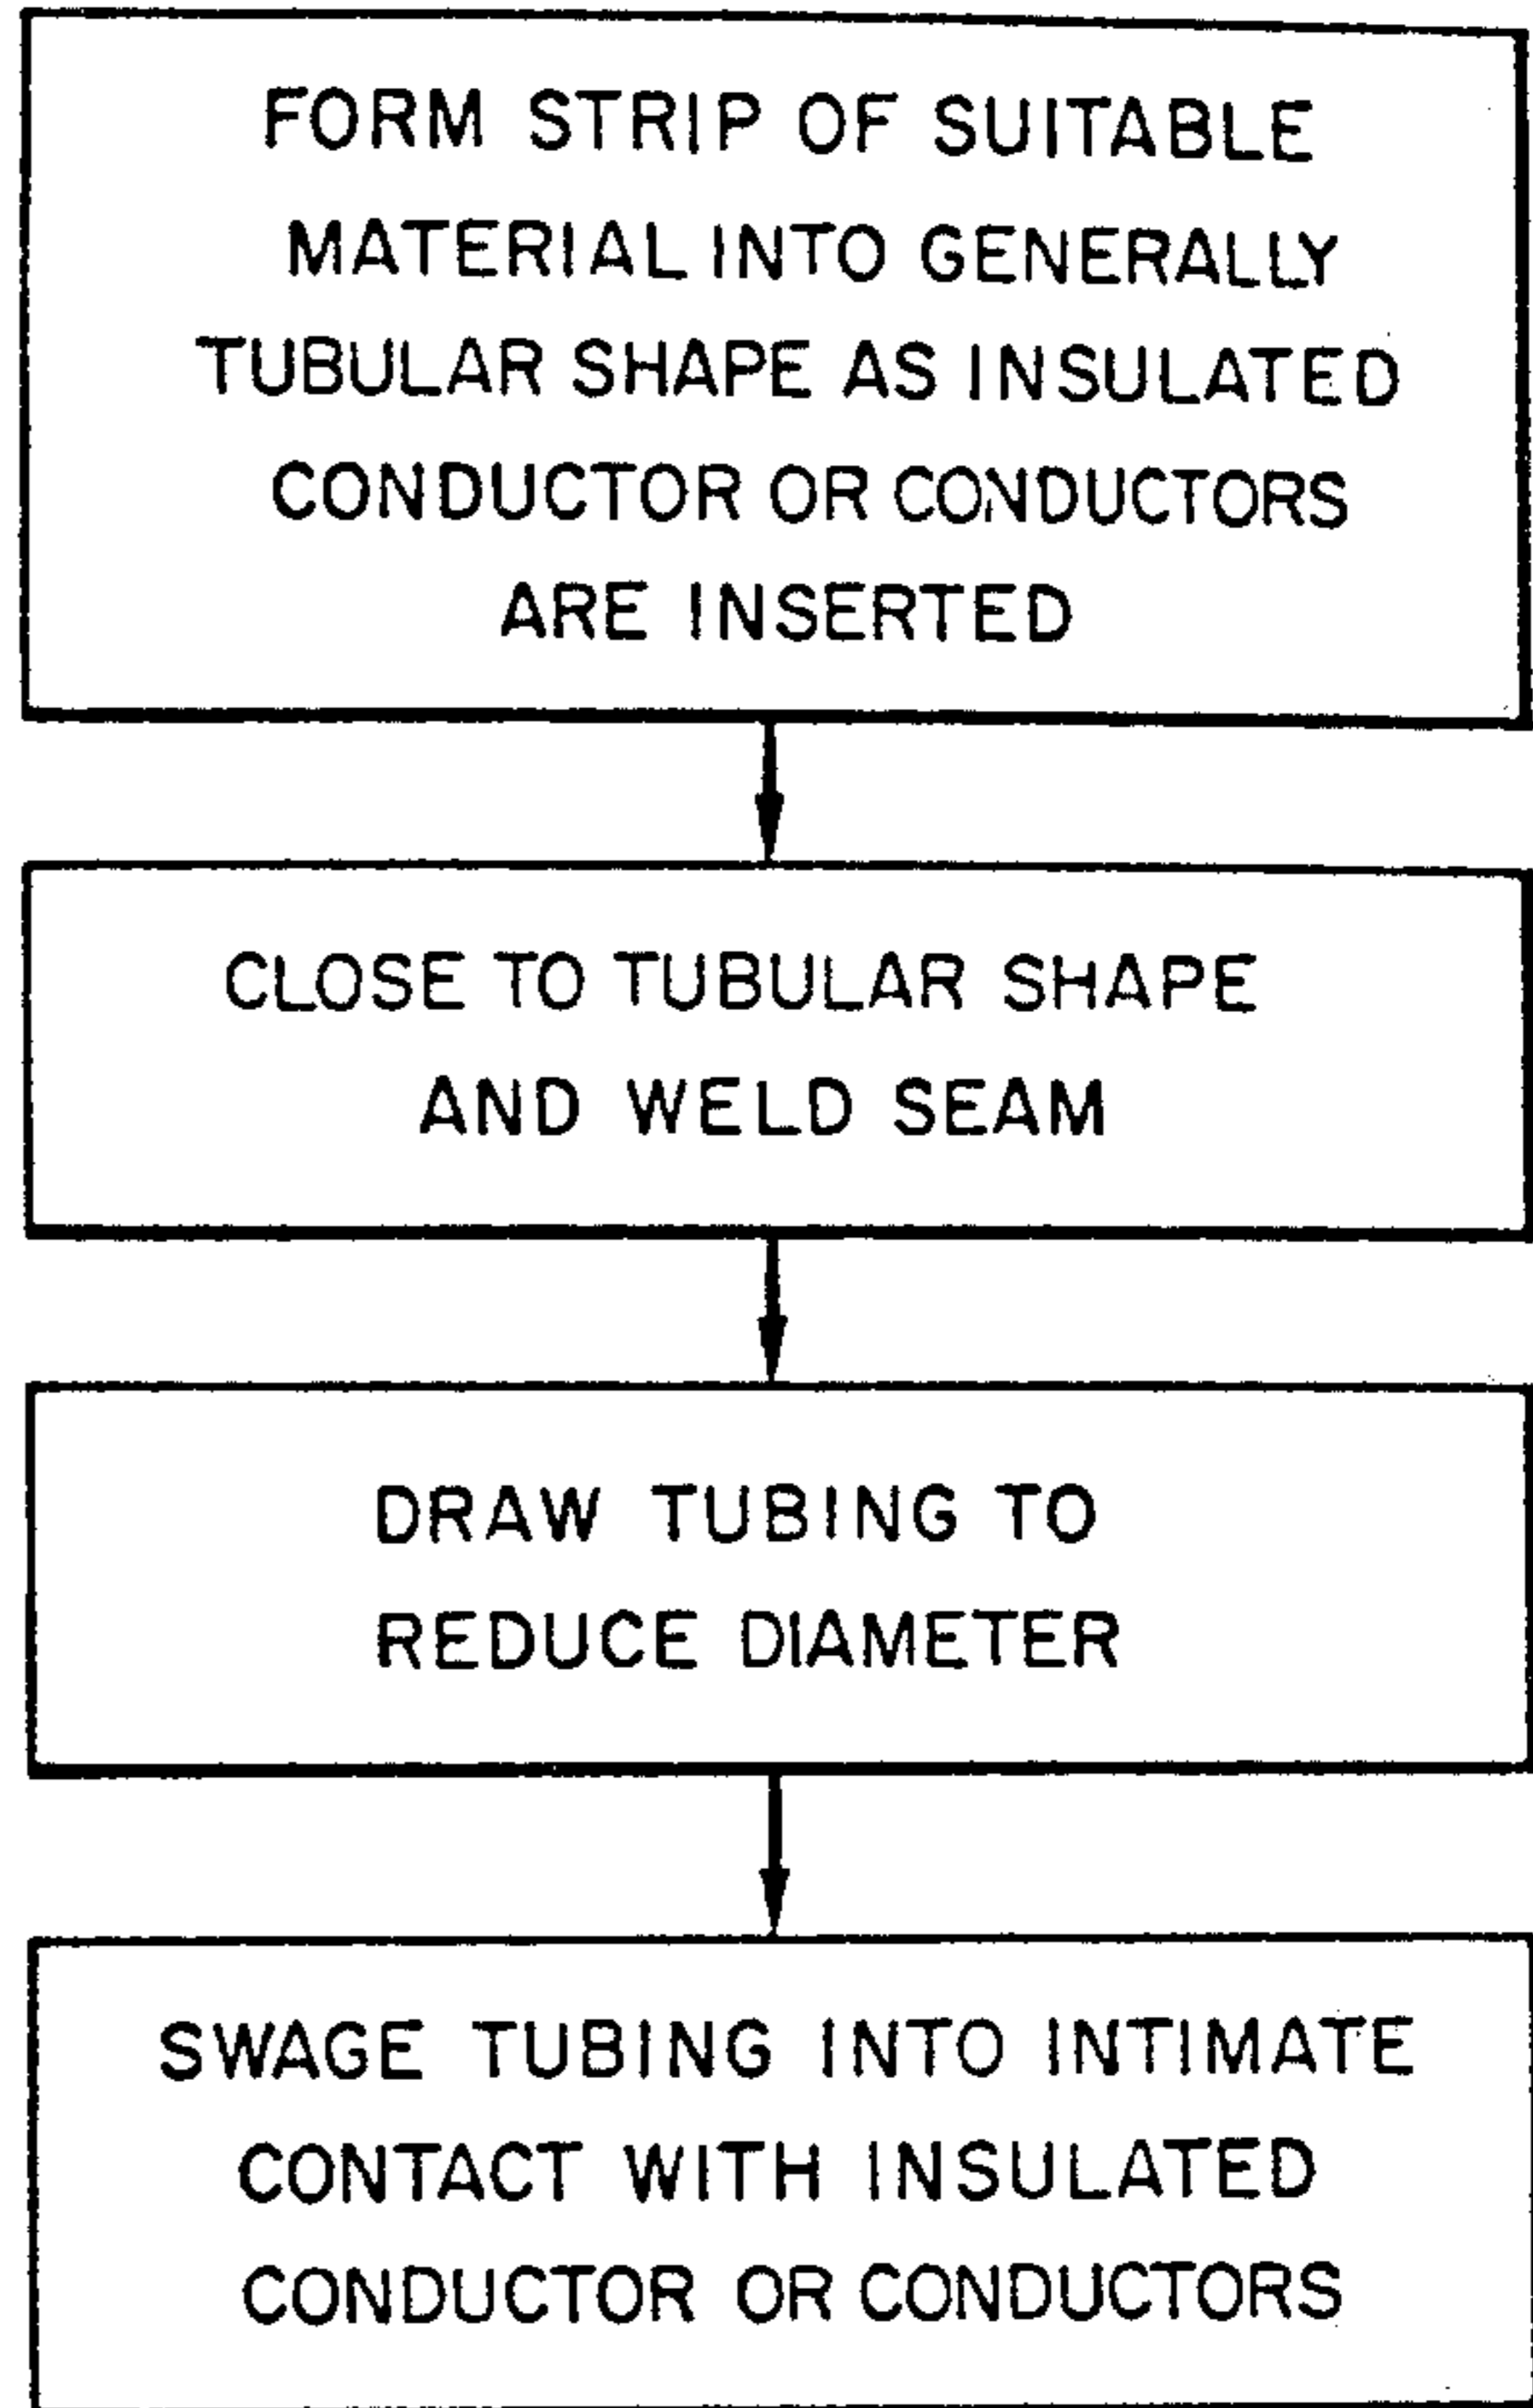 FORM STRIP OF SUITABLE
MATERIAL INTO GENERALLY
TUBULAR SHAPE AS INSULATED
CONDUCTOR OR CONDUCTORS
ARE INSERTED
CLOSE TO TUBULAR SHAPE
AND WELD SEAM
DRAW TUBING TO
REDUCE DIAMETER
SWAGE TUBING INTO INTIMATE
CONTACT WITH INSULATED
CONDUCTOR OR CONDUCTORS